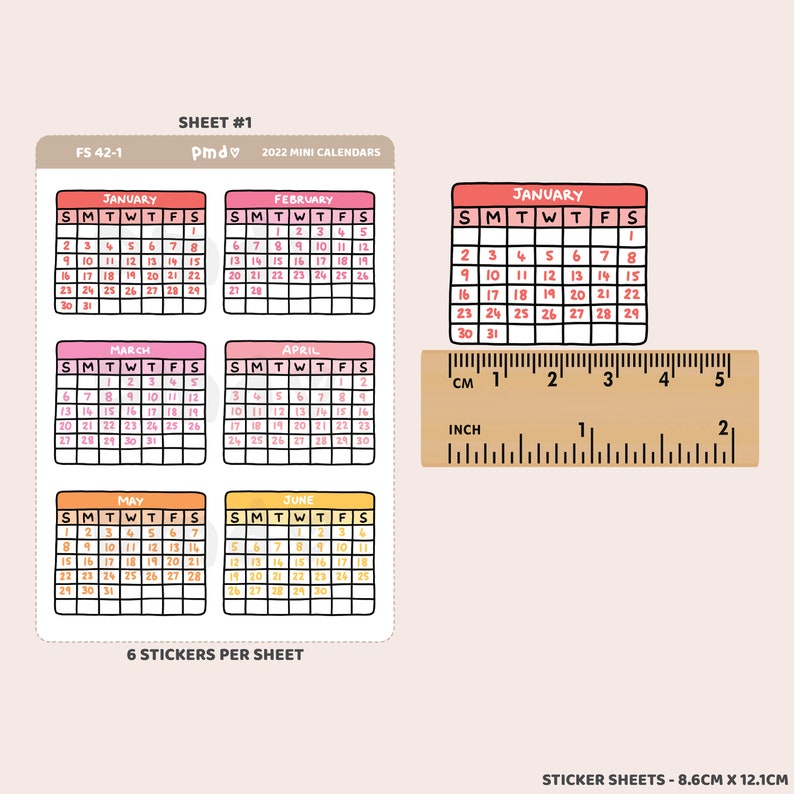 SHEET #1
FS 42-1 pmd♡ 2022 MINI CALENDARS
JANUARY
S M T W T F S
1
2 3 4 5 6 7 8
9 10 11 12 13 14 15
16 17 18 19 20 21 22
23 24 25 26 27 28 29
30 31
FEBRUARY
S M T W T F S
1 2 3 4 5
6 7 8 9 10 11 12
13 14 15 16 17 18 19
20 21 22 23 24 25 26
27 28
MARCH
S M T W T F S
1 2 3 4 5
6 7 8 9 10 11 12
13 14 15 16 17 18 19
20 21 22 23 24 25 26
27 28 29 30 31
APRIL
S M T W T F S
1 2
3 4 5 6 7 8 9
10 11 12 13 14 15 16
17 18 19 20 21 22 23
24 25 26 27 28 29 30
MAY
S M T W T F S
1 2 3 4 5 6 7
8 9 10 11 12 13 14
15 16 17 18 19 20 21
22 23 24 25 26 27 28
29 30 31
JUNE
S M T W T F S
1 2 3 4
5 6 7 8 9 10 11
12 13 14 15 16 17 18
19 20 21 22 23 24 25
26 27 28 29 30
6 STICKERS PER SHEET
JANUARY
S M T W T F S
1
2 3 4 5 6 7 8
9 10 11 12 13 14 15
16 17 18 19 20 21 22
23 24 25 26 27 28 29
30 31
CM 1 2 3 4 5
INCH 1 2
STICKER SHEETS - 8.6CM X 12.1CM